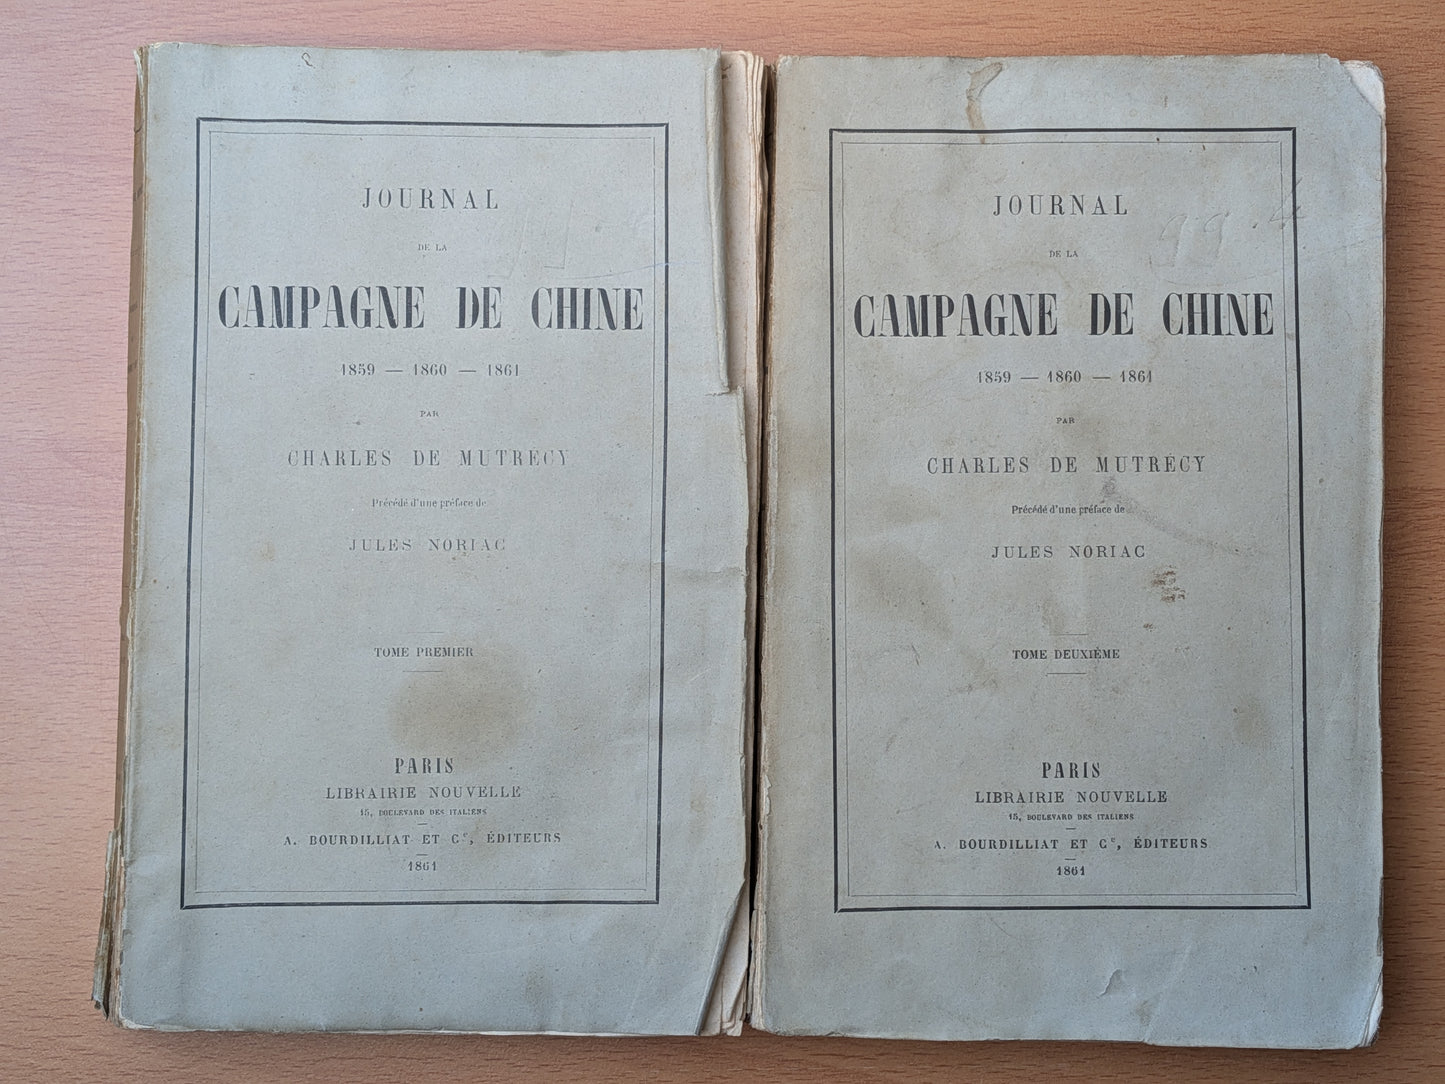 JOURNAL
DE LA
CAMPAGNE DE CHINE
1859 — 1860 — 1861
PAR
CHARLES DE MUTRÉCY
Précédé d'une préface de
JULES NORIAC
TOME PREMIER
PARIS
LIBRAIRIE NOUVELLE
15, BOULEVARD DES ITALIENS
A. BOURDILLIAT ET Cᵉ, ÉDITEURS
1861
JOURNAL
DE LA
CAMPAGNE DE CHINE
1859 — 1860 — 1861
PAR
CHARLES DE MUTRÉCY
Précédé d'une préface de
JULES NORIAC
TOME DEUXIÈME
PARIS
LIBRAIRIE NOUVELLE
15, BOULEVARD DES ITALIENS
A. BOURDILLIAT ET Cᵉ, ÉDITEURS
1861